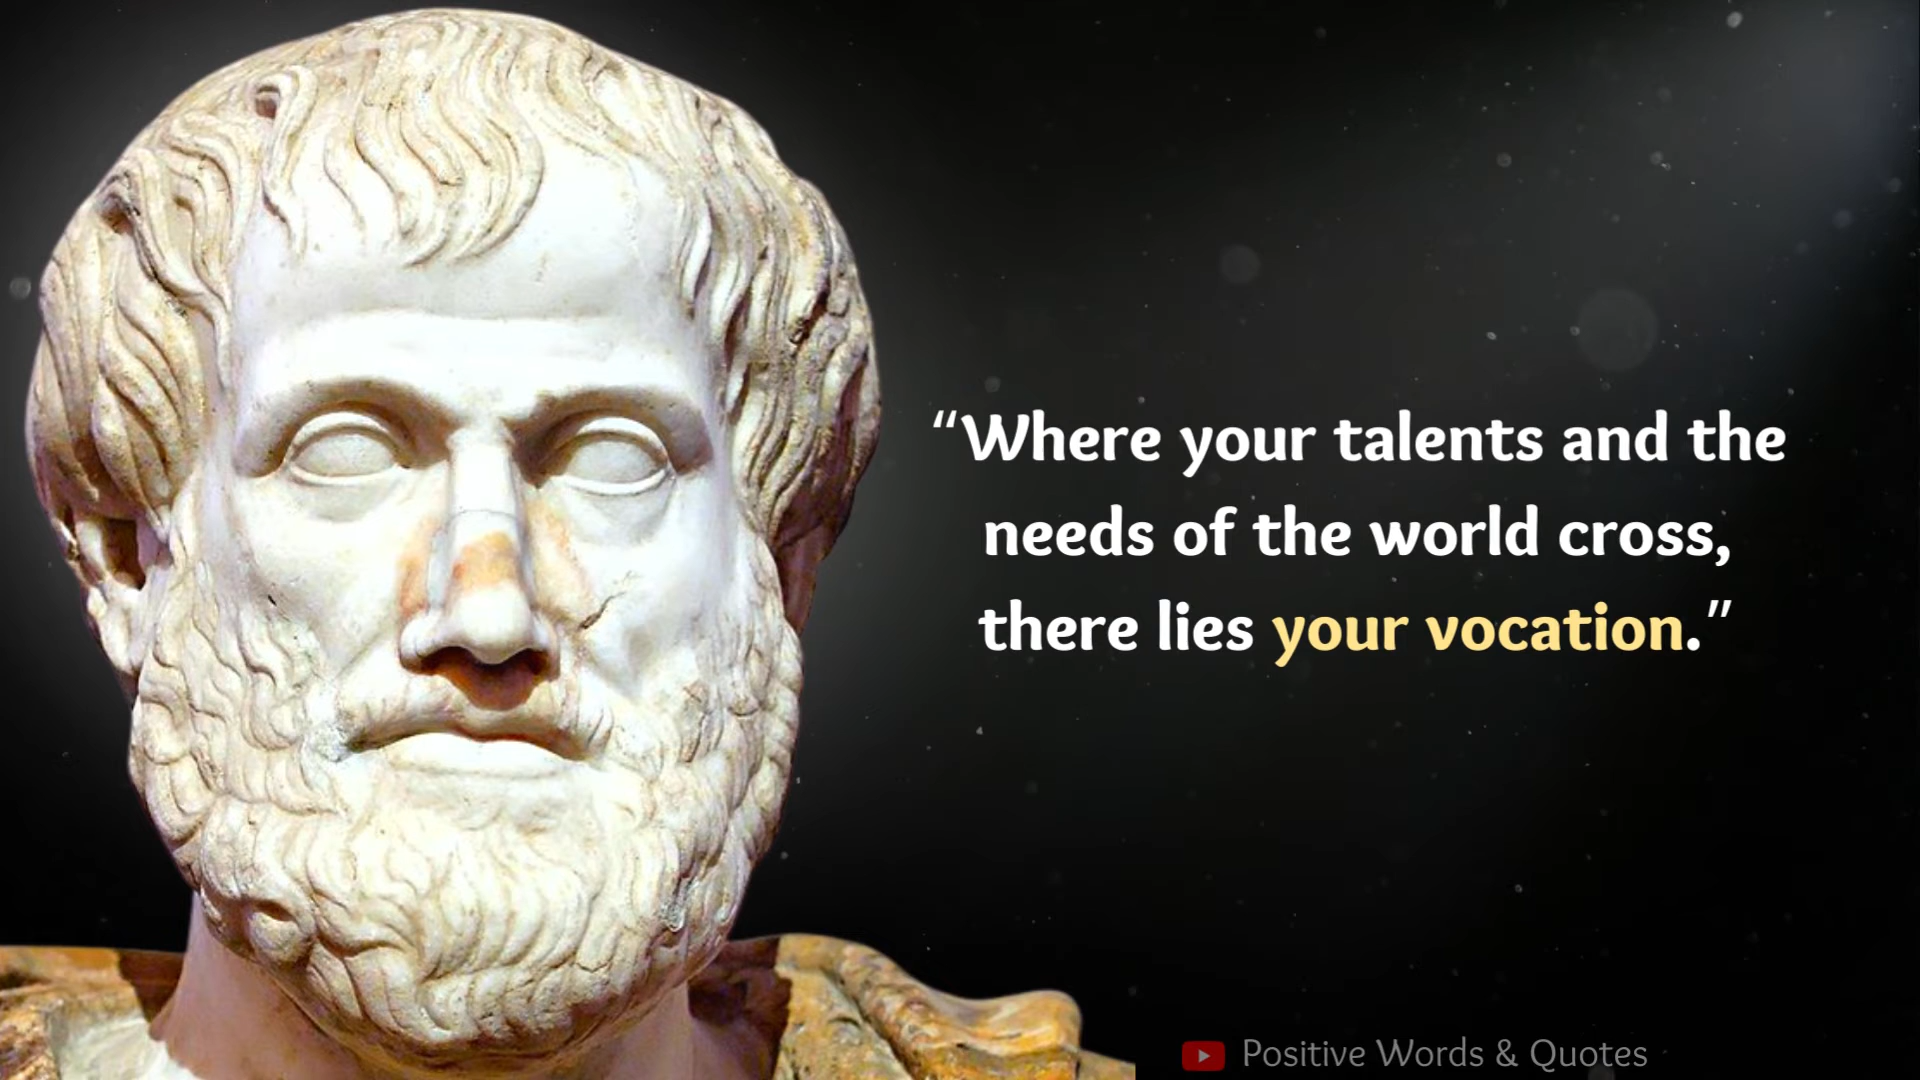 “Where your talents and the
needs of the world cross,
there lies your vocation.”
Positive Words & Quotes